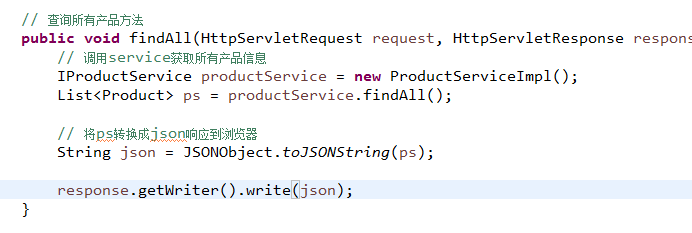 // 查询所有产品方法
public void findAll(HttpServletRequest request, HttpServletResponse respons
// 调用service获取所有产品信息
IProductService productService = new ProductServiceImpl();
List<Product> ps = productService.findAll();
// 将ps转换成json响应到浏览器
String json = JSONObject.toJSONString(ps);
response.getWriter().write(json);
}